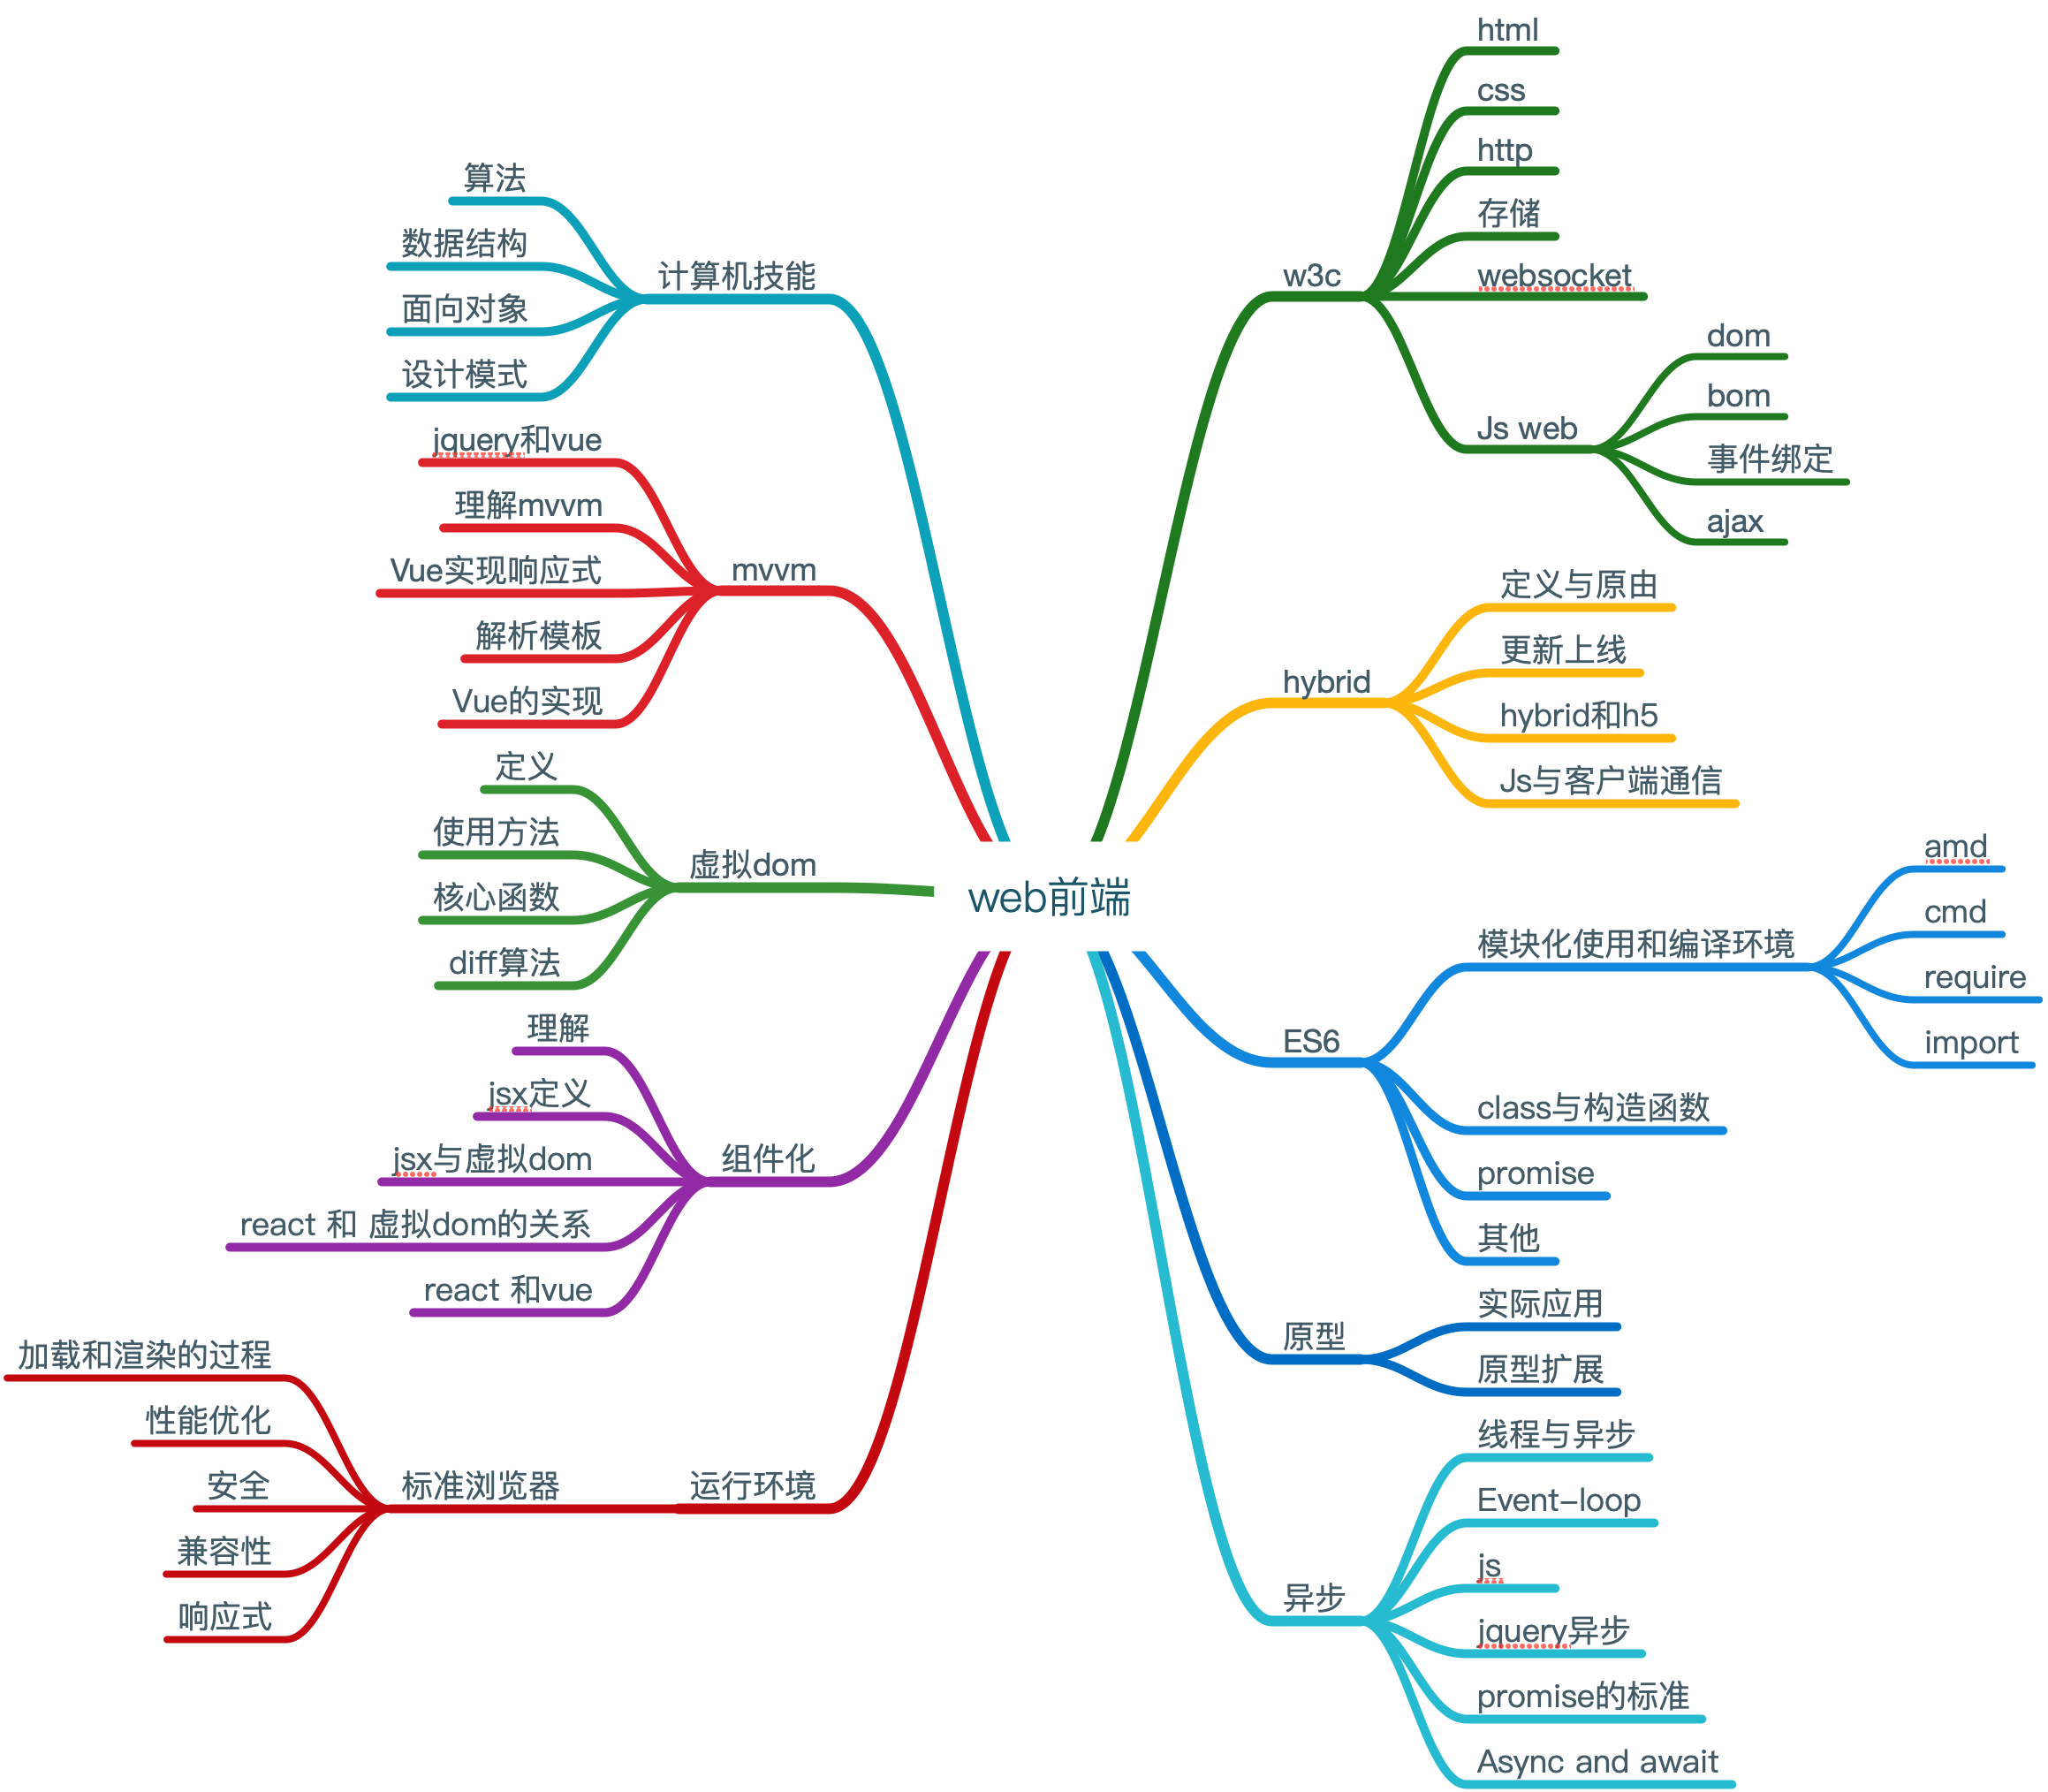 web前端
w3c
html
css
http
存储
websocket
Js web
dom
bom
事件绑定
ajax
hybrid
定义与原由
更新上线
hybrid和h5
Js与客户端通信
ES6
模块化使用和编译环境
amd
cmd
require
import
class与构造函数
promise
其他
原型
实际应用
原型扩展
异步
线程与异步
Event-loop
js
jquery异步
promise的标准
Async and await
计算机技能
算法
数据结构
面向对象
设计模式
mvvm
jquery和vue
理解mvvm
Vue实现响应式
解析模板
Vue的实现
虚拟dom
定义
使用方法
核心函数
diff算法
组件化
理解
jsx定义
jsx与虚拟dom
react 和 虚拟dom的关系
react 和vue
运行环境
标准浏览器
加载和渲染的过程
性能优化
安全
兼容性
响应式